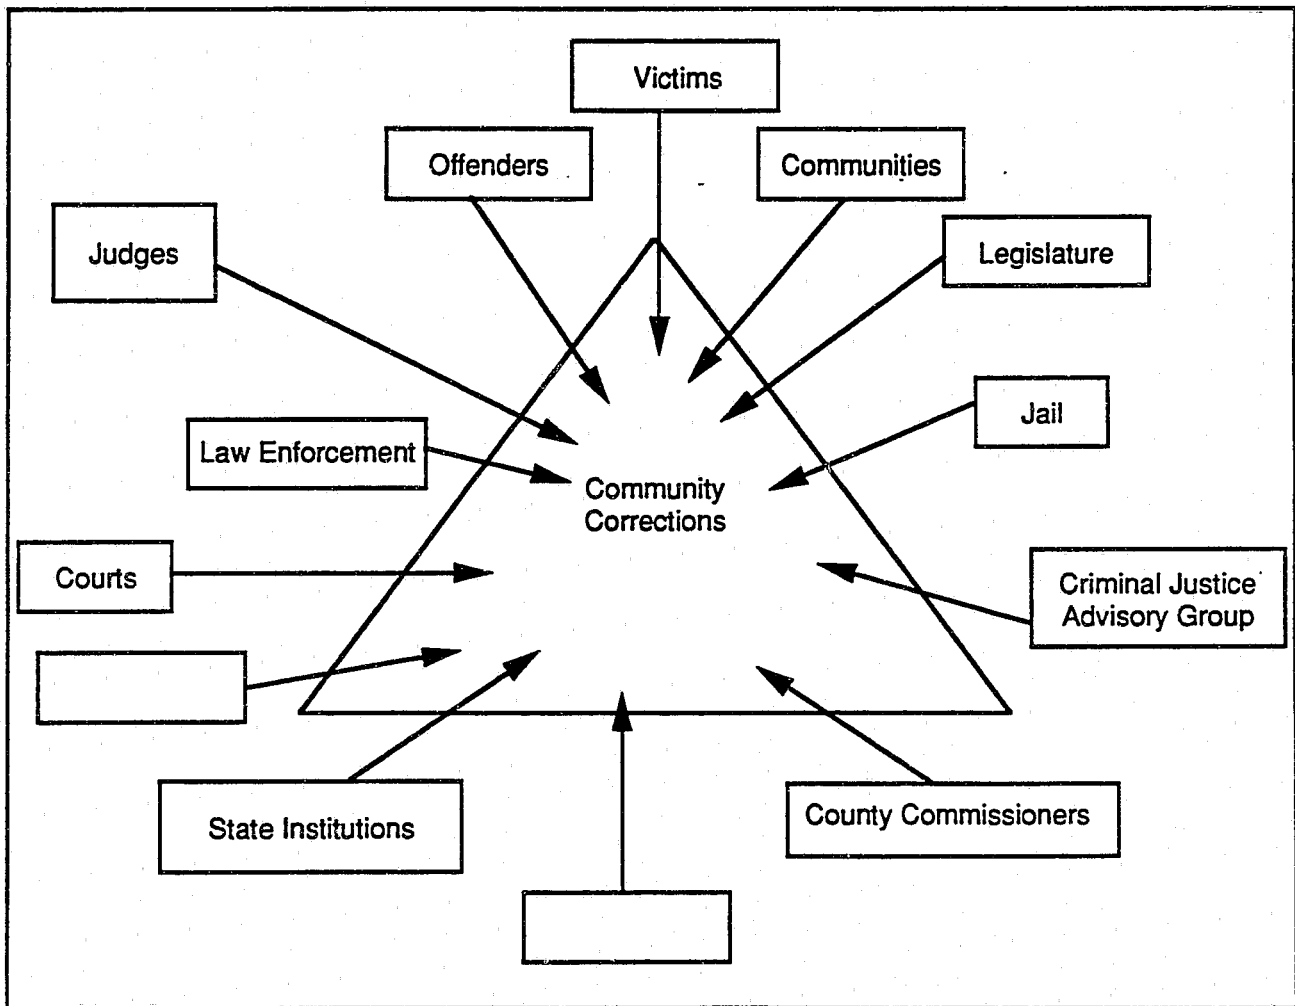 Victims
Offenders
Communities
Judges
Legislature
Jail
Law Enforcement
Community
Corrections
Courts
Criminal Justice
Advisory Group
State Institutions
County Commissioners